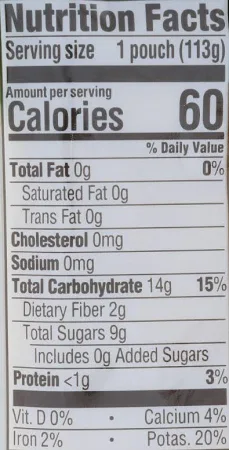 Nutrition Facts
Serving size 1 pouch (113g)
Amount per serving
Calories 60
% Daily Value
Total Fat 0g 0%
Saturated Fat 0g
Trans Fat 0g
Cholesterol 0mg
Sodium 0mg
Total Carbohydrate 14g 15%
Dietary Fiber 2g
Total Sugars 9g
Includes 0g Added Sugars
Protein <1g 3%
Vit. D 0% • Calcium 4%
Iron 2% • Potas. 20%